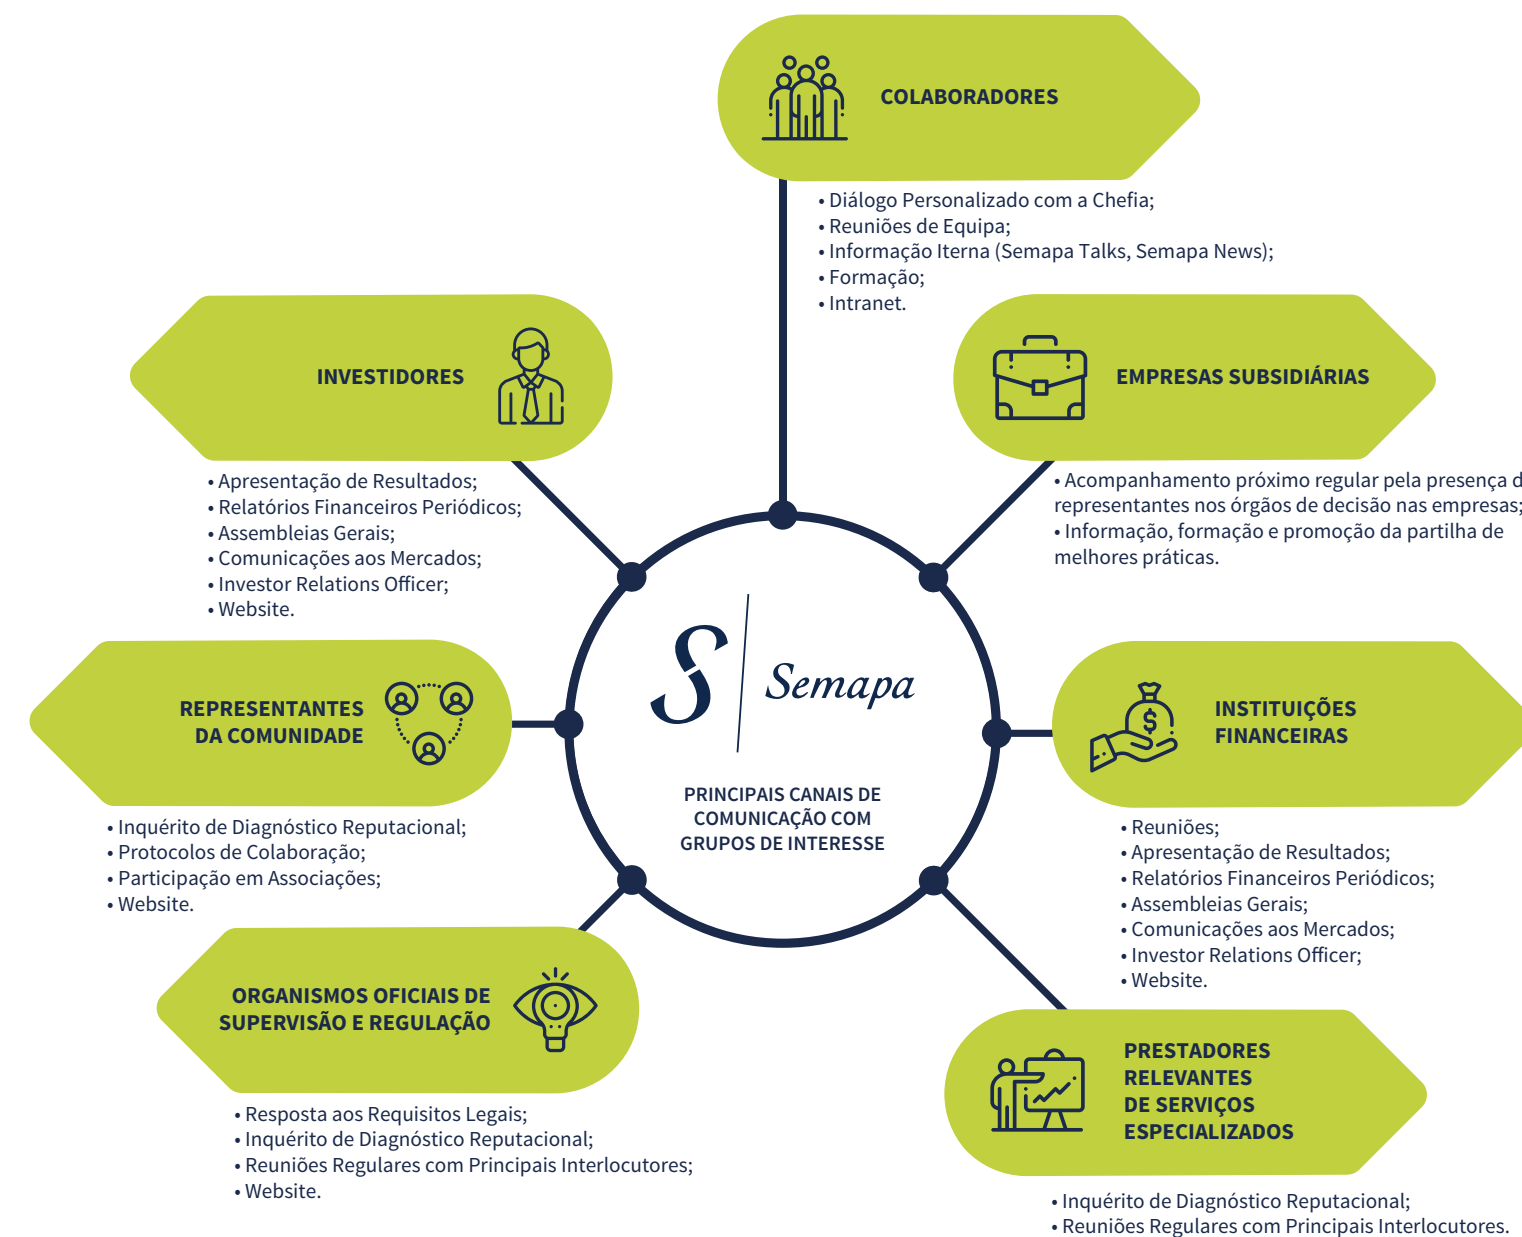 COLABORADORES
• Diálogo Personalizado com a Chefia;
• Reuniões de Equipa;
• Informação Iterna (Semapa Talks, Semapa News);
• Formação;
• Intranet.
INVESTIDORES
• Apresentação de Resultados;
• Relatórios Financeiros Periódicos;
• Assembleias Gerais;
• Comunicações aos Mercados;
• Investor Relations Officer;
• Website.
EMPRESAS SUBSIDIÁRIAS
• Acompanhamento próximo regular pela presença d
representantes nos órgãos de decisão nas empresas;
• Informação, formação e promoção da partilha de
melhores práticas.
S Semapa
PRINCIPAIS CANAIS DE
COMUNICAÇÃO COM
GRUPOS DE INTERESSE
REPRESENTANTES
DA COMUNIDADE
• Inquérito de Diagnóstico Reputacional;
• Protocolos de Colaboração;
• Participação em Associações;
• Website.
INSTITUIÇÕES
FINANCEIRAS
• Reuniões;
• Apresentação de Resultados;
• Relatórios Financeiros Periódicos;
• Assembleias Gerais;
• Comunicações aos Mercados;
• Investor Relations Officer;
• Website.
ORGANISMOS OFICIAIS DE
SUPERVISÃO E REGULAÇÃO
• Resposta aos Requisitos Legais;
• Inquérito de Diagnóstico Reputacional;
• Reuniões Regulares com Principais Interlocutores;
• Website.
PRESTADORES
RELEVANTES
DE SERVIÇOS
ESPECIALIZADOS
• Inquérito de Diagnóstico Reputacional;
• Reuniões Regulares com Principais Interlocutores.